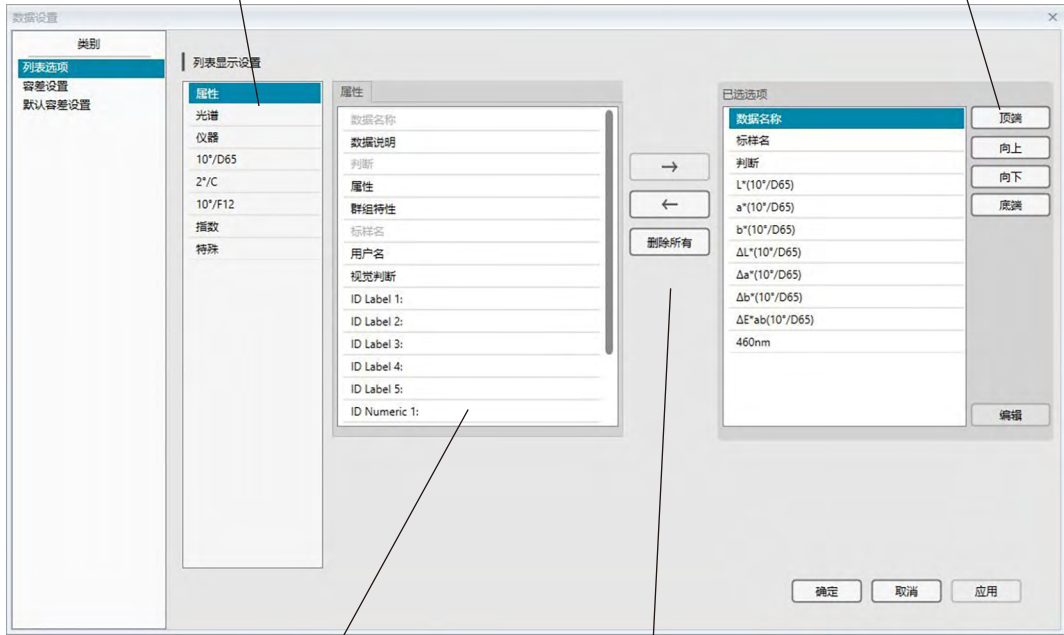 数据设置
类别
列表选项
容差设置
默认容差设置
列表显示设置
属性
光谱
仪器
10°/D65
2°/C
10°/F12
指数
特殊
属性
数据名称
数据说明
判断
属性
群组特性
标样名
用户名
视觉判断
ID Label 1:
ID Label 2:
ID Label 3:
ID Label 4:
ID Label 5:
ID Numeric 1:
→
←
删除所有
已选选项
数据名称
标样名
判断
L*(10°/D65)
a*(10°/D65)
b*(10°/D65)
ΔL*(10°/D65)
Δa*(10°/D65)
Δb*(10°/D65)
ΔE*ab(10°/D65)
460nm
顶端
向上
向下
底端
编辑
确定
取消
应用